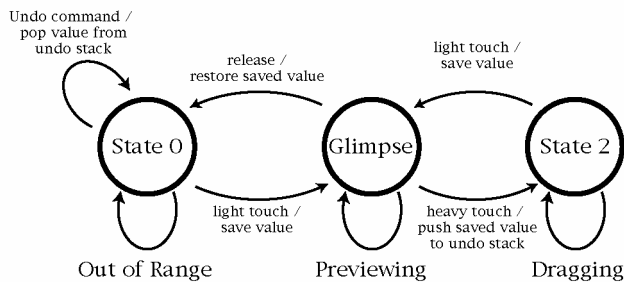 Undo command /
pop value from
undo stack
release /
restore saved value
light touch /
save value
State 0
Glimpse
State 2
light touch /
save value
heavy touch /
push saved value
to undo stack
Out of Range
Previewing
Dragging